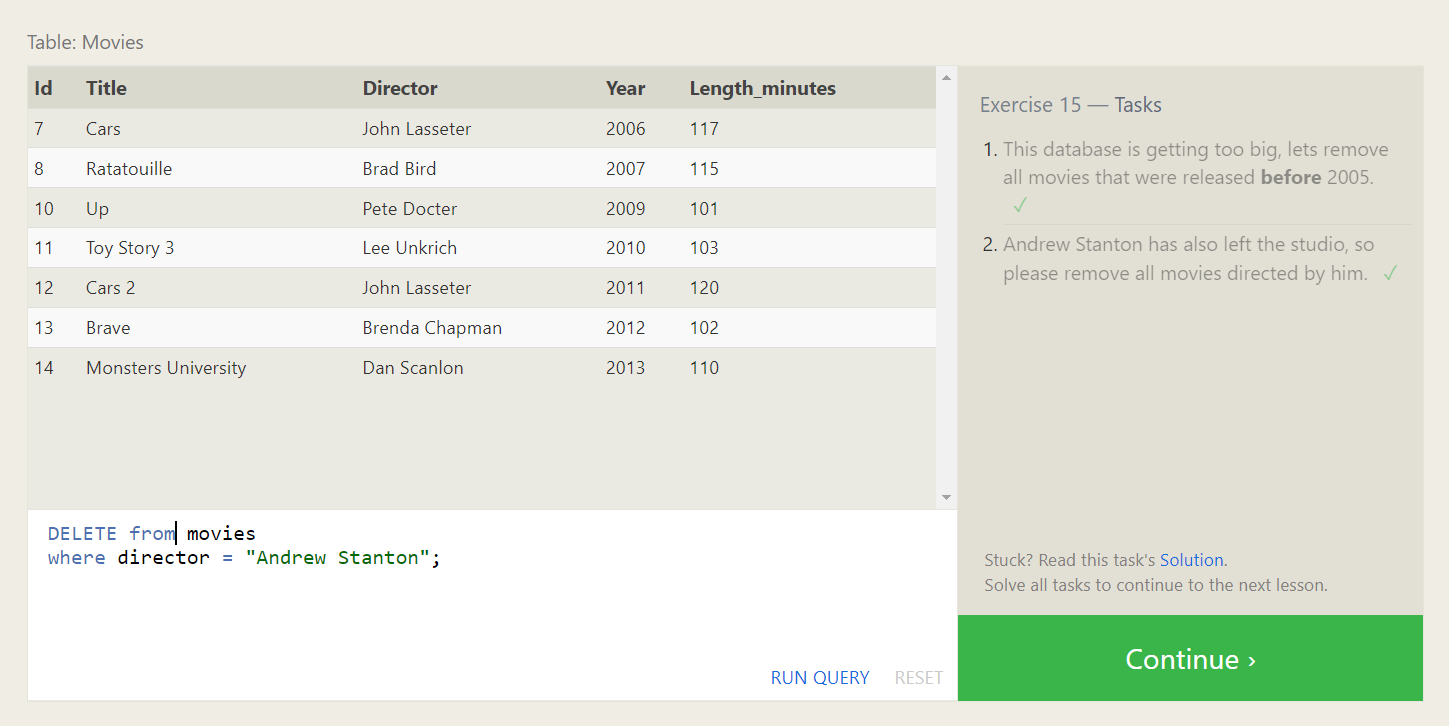 Table: Movies
Id Title Director Year Length_minutes
7 Cars John Lasseter 2006 117
8 Ratatouille Brad Bird 2007 115
10 Up Pete Docter 2009 101
11 Toy Story 3 Lee Unkrich 2010 103
12 Cars 2 John Lasseter 2011 120
13 Brave Brenda Chapman 2012 102
14 Monsters University Dan Scanlon 2013 110
DELETE from movies
where director = "Andrew Stanton";
RUN QUERY RESET
Exercise 15 — Tasks
1. This database is getting too big, lets remove
all movies that were released before 2005.
✓
2. Andrew Stanton has also left the studio, so
please remove all movies directed by him. ✓
Stuck? Read this task's Solution.
Solve all tasks to continue to the next lesson.
Continue ›